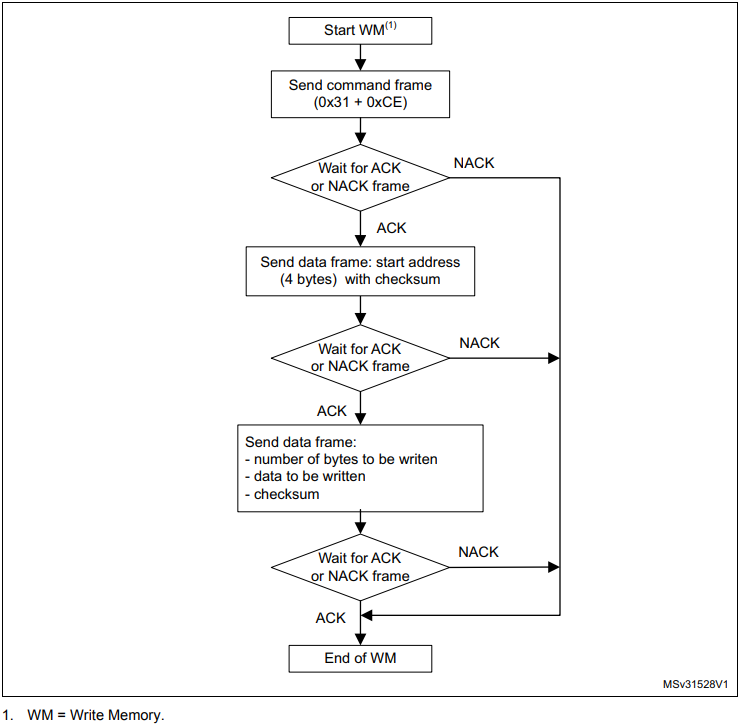 Start WM(1)
Send command frame
(0x31 + 0xCE)
Wait for ACK
or NACK frame
NACK
ACK
Send data frame: start address
(4 bytes) with checksum
Wait for ACK
or NACK frame
NACK
ACK
Send data frame:
- number of bytes to be writen
- data to be written
- checksum
Wait for ACK
or NACK frame
NACK
ACK
End of WM
MSv31528V1
1. WM = Write Memory.